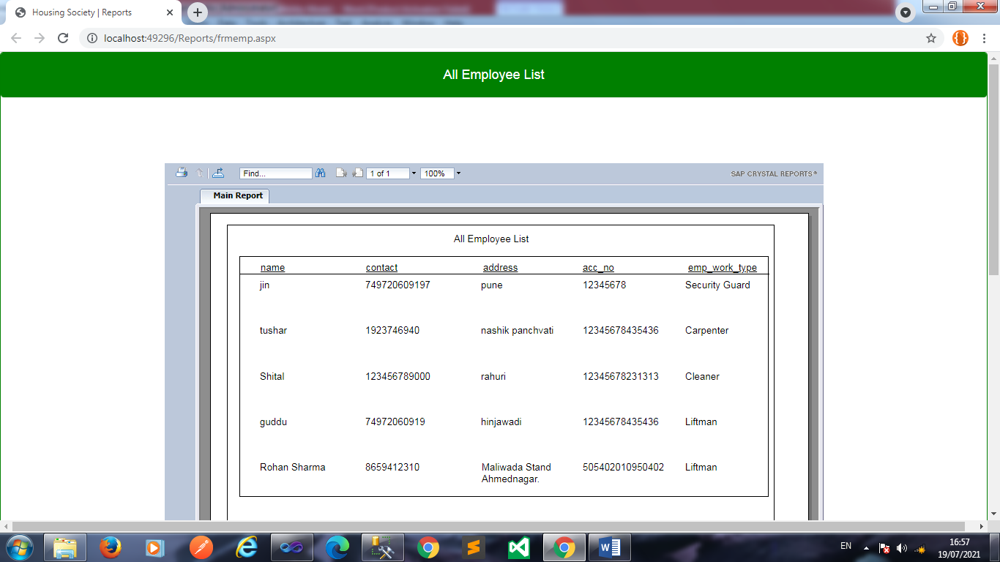 Housing Society | Reports
localhost:49296/Reports/frmemp.aspx
All Employee List
Find...
1 of 1
100%
SAP CRYSTAL REPORTS®
Main Report
All Employee List
name contact address acc_no emp_work_type
jin 749720609197 pune 12345678 Security Guard
tushar 1923746940 nashik panchvati 12345678435436 Carpenter
Shital 123456789000 rahuri 12345678231313 Cleaner
guddu 74972060919 hinjawadi 12345678435436 Liftman
Rohan Sharma 8659412310 Maliwada Stand 505402010950402 Liftman
Ahmednagar.
EN
16:57
19/07/2021